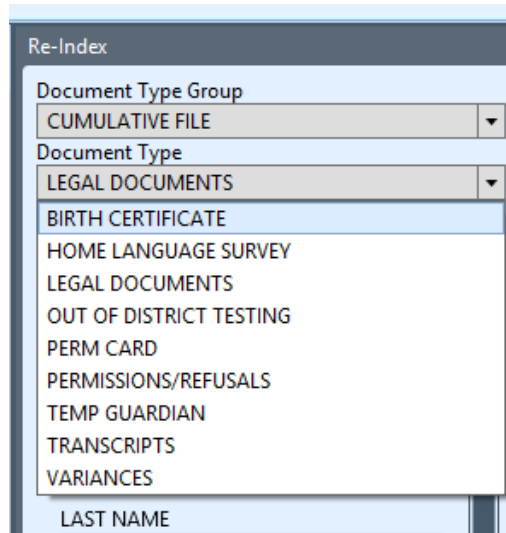 Re-Index
Document Type Group
CUMULATIVE FILE
Document Type
LEGAL DOCUMENTS
BIRTH CERTIFICATE
HOME LANGUAGE SURVEY
LEGAL DOCUMENTS
OUT OF DISTRICT TESTING
PERM CARD
PERMISSIONS/REFUSALS
TEMP GUARDIAN
TRANSCRIPTS
VARIANCES
LAST NAME